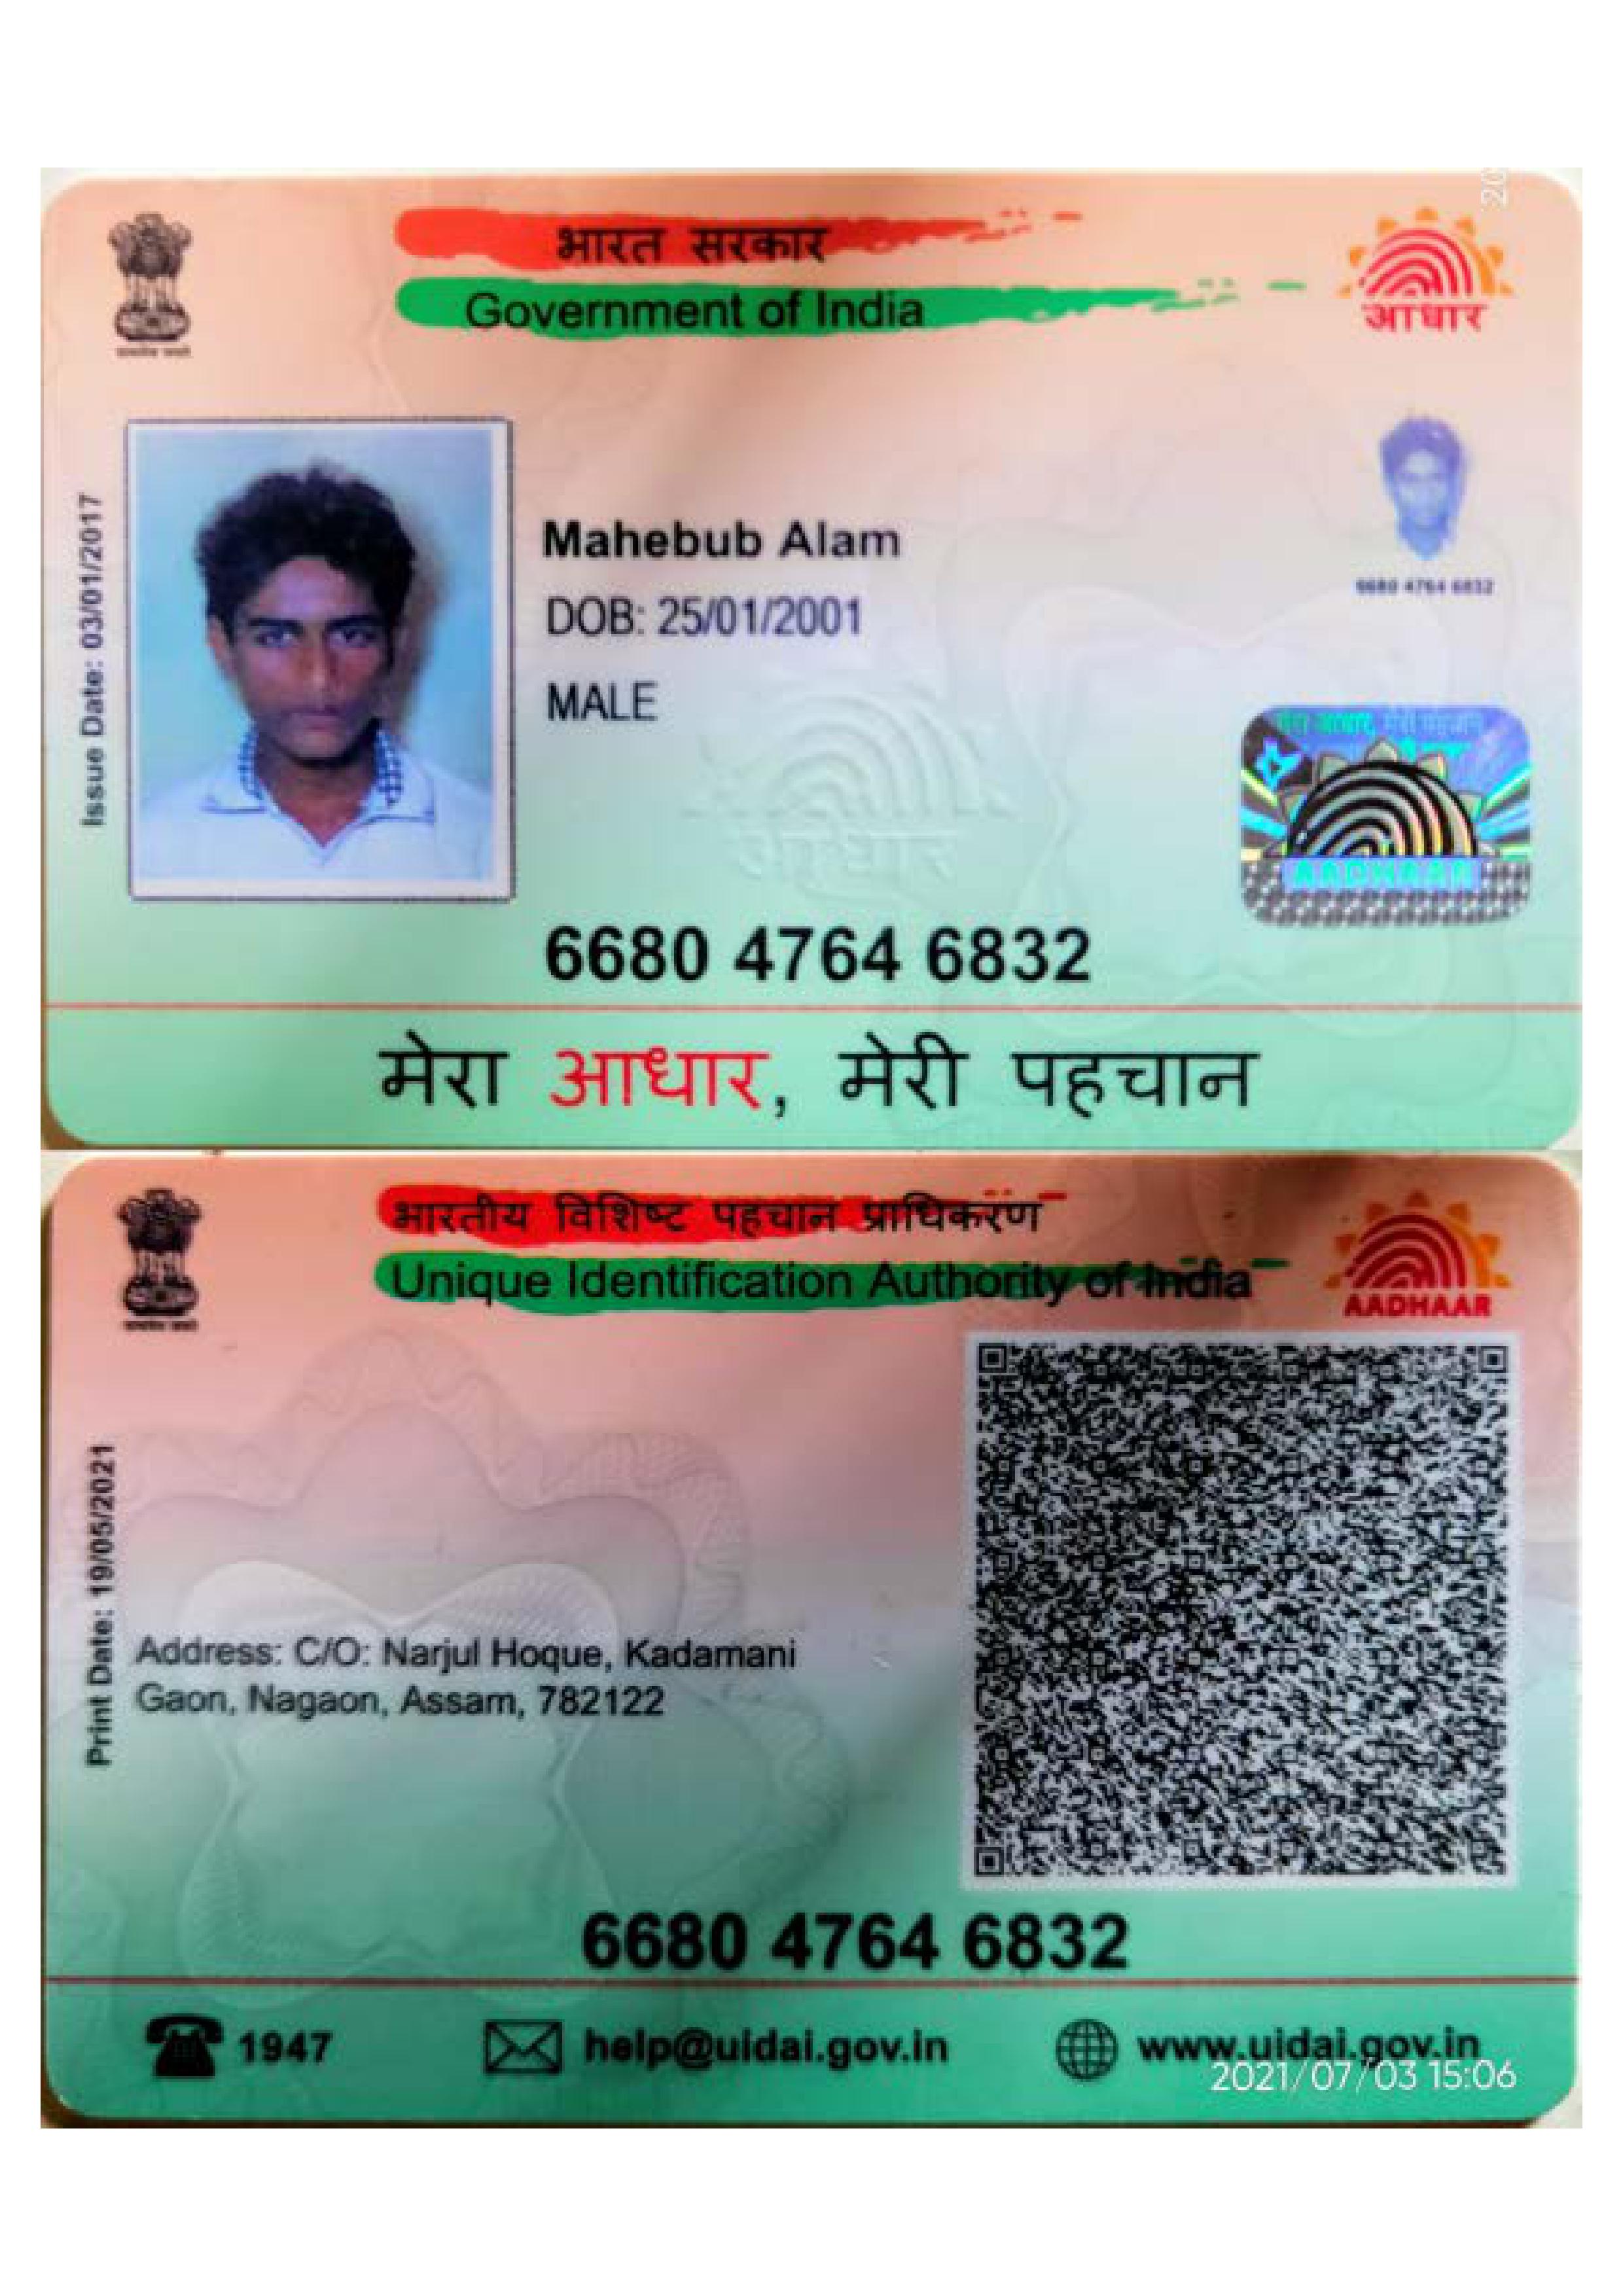 भारत सरकार
Government of India
आधार
Issue Date: 03/01/2017
Mahebub Alam
DOB: 25/01/2001
MALE
6680 4764 6832
AADHAAR
6680 4764 6832
मेरा आधार, मेरी पहचान
भारतीय विशिष्ट पहचान प्राधिकरण
Unique Identification Authority of India
AADHAAR
Print Date: 19/05/2021
Address: C/O: Narjul Hoque, Kadamani
Gaon, Nagaon, Assam, 782122
6680 4764 6832
1947
help@uidai.gov.in
www.uidai.gov.in
2021/07/03 15:06